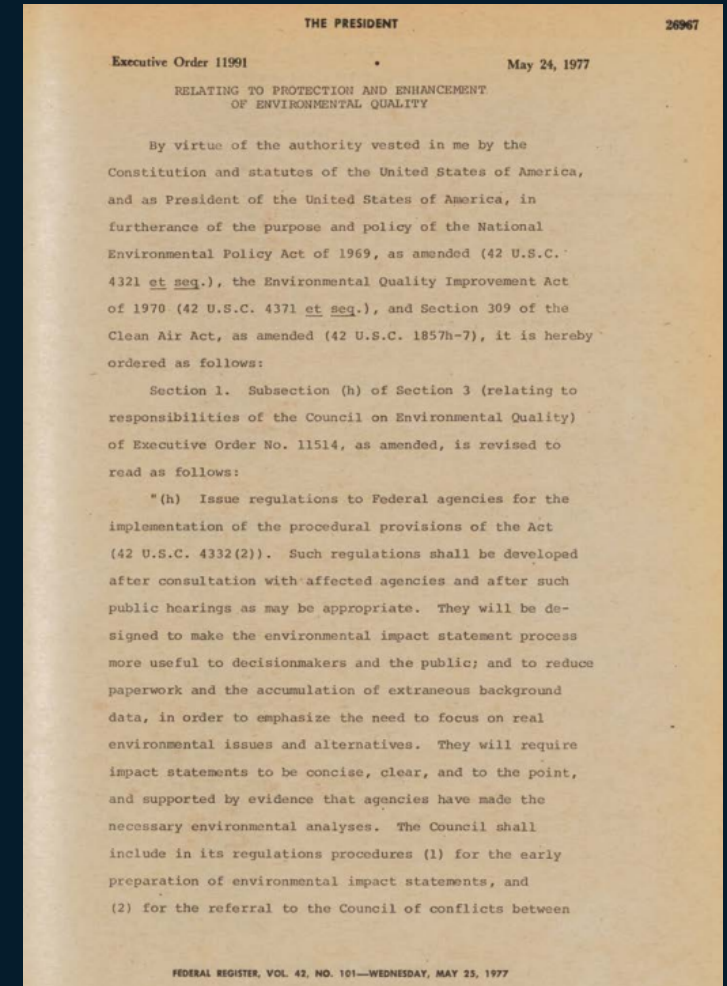 THE PRESIDENT 26967
Executive Order 11991 • May 24, 1977
RELATING TO PROTECTION AND ENHANCEMENT
OF ENVIRONMENTAL QUALITY
By virtue of the authority vested in me by the
Constitution and statutes of the United States of America,
and as President of the United States of America, in
furtherance of the purpose and policy of the National
Environmental Policy Act of 1969, as amended (42 U.S.C.
4321 et seq.), the Environmental Quality Improvement Act
of 1970 (42 U.S.C. 4371 et seq.), and Section 309 of the
Clean Air Act, as amended (42 U.S.C. 1857h-7), it is hereby
ordered as follows:
Section 1. Subsection (h) of Section 3 (relating to
responsibilities of the Council on Environmental Quality)
of Executive Order No. 11514, as amended, is revised to
read as follows:
"(h) Issue regulations to Federal agencies for the
implementation of the procedural provisions of the Act
(42 U.S.C. 4332(2)). Such regulations shall be developed
after consultation with affected agencies and after such
public hearings as may be appropriate. They will be de-
signed to make the environmental impact statement process
more useful to decisionmakers and the public; and to reduce
paperwork and the accumulation of extraneous background
data, in order to emphasize the need to focus on real
environmental issues and alternatives. They will require
impact statements to be concise, clear, and to the point,
and supported by evidence that agencies have made the
necessary environmental analyses. The Council shall
include in its regulations procedures (1) for the early
preparation of environmental impact statements, and
(2) for the referral to the Council of conflicts between
FEDERAL REGISTER, VOL. 42, NO. 101—WEDNESDAY, MAY 25, 1977